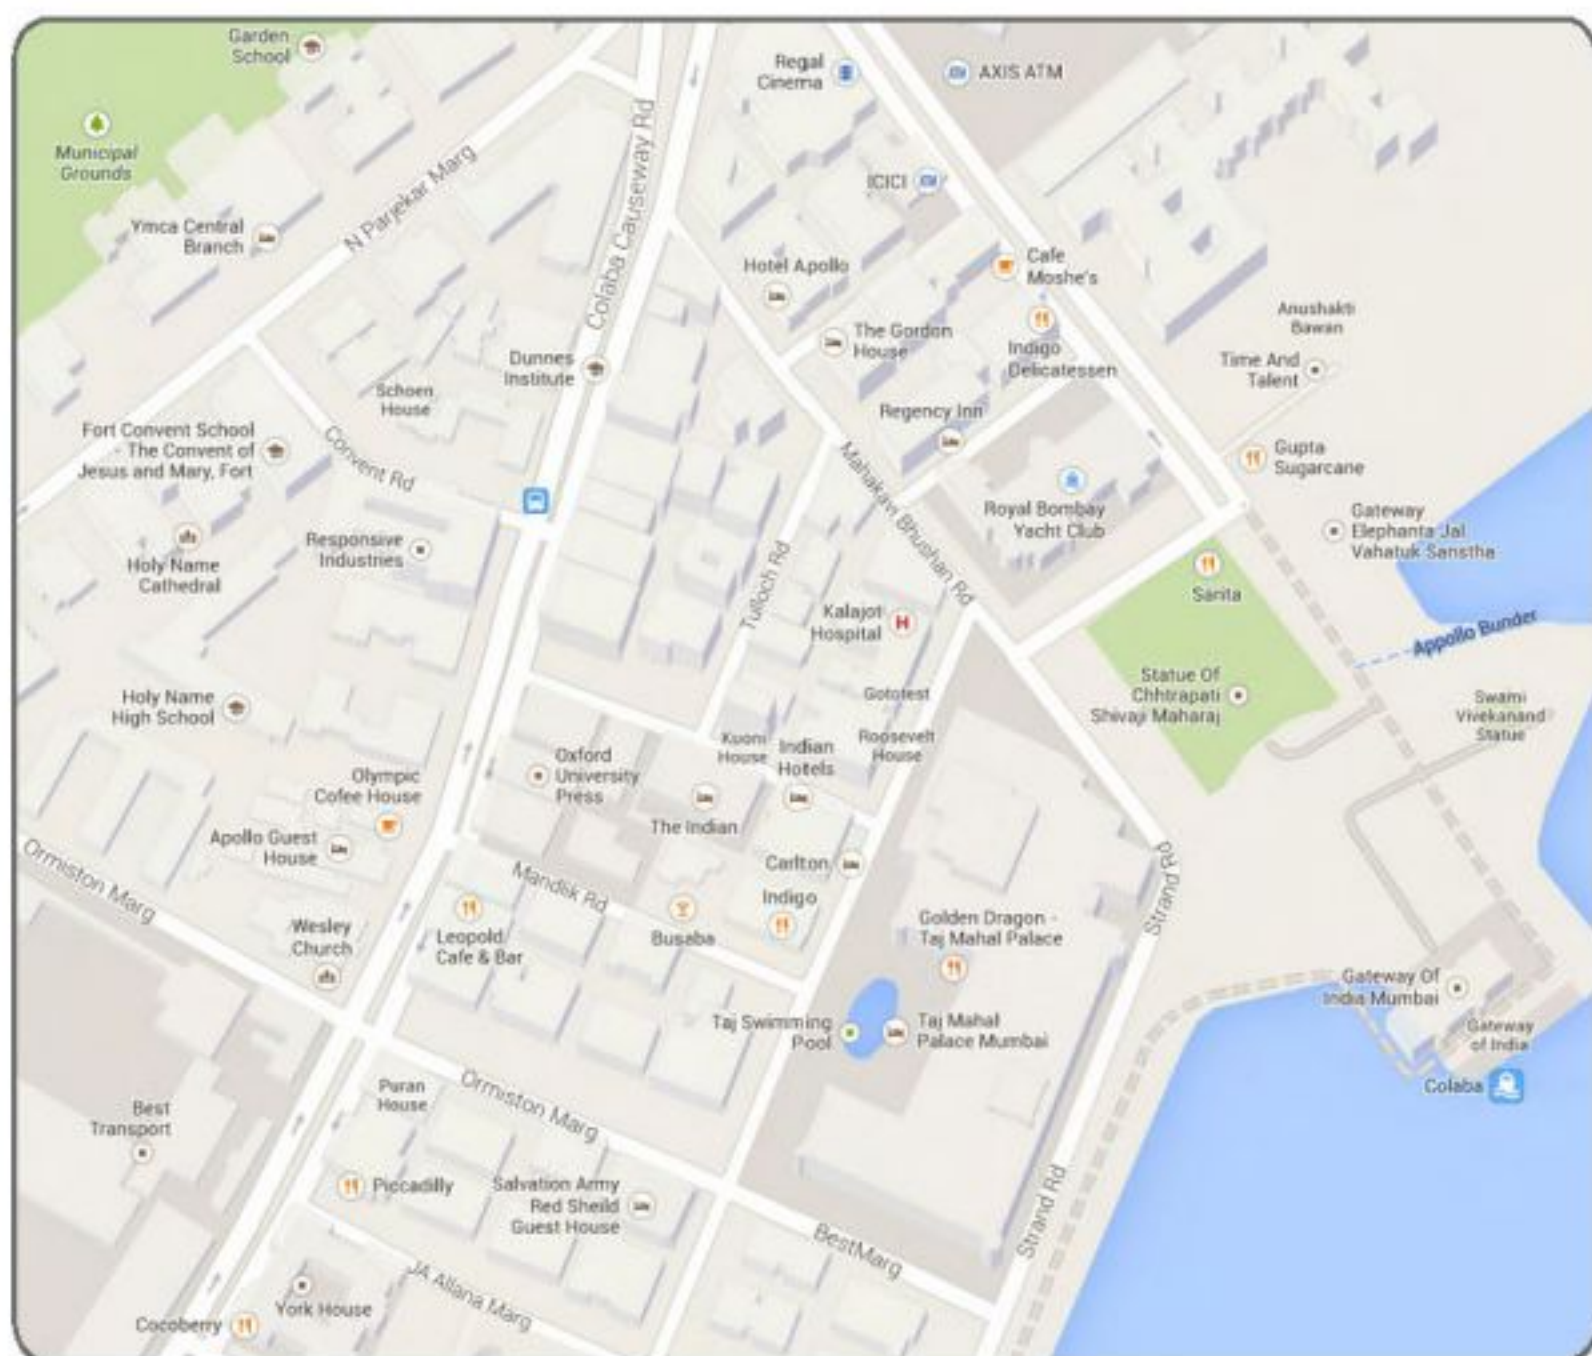 Garden
School
Regal
Cinema
AXIS ATM
Municipal
Grounds
Colaba Causeway Rd
N Parjekar Marg
ICICI
Ymca Central
Branch
Hotel Apollo
Cafe
Moshe's
The Gordon
House
Indigo
Delicatessen
Anushakti
Bawan
Time And
Talent
Dunnes
Institute
Schoen
House
Regency Inn
Fort Convent School
- The Convent of
Jesus and Mary, Fort
Convent Rd
Mahakavi Bhushan Rd
Gupta
Sugarcane
Royal Bombay
Yacht Club
Gateway
Elephanta Jal
Vahatuk Sanstha
Responsive
Industries
Holy Name
Cathedral
Tulloch Rd
Sarita
Kalajot
Hospital
H
Appollo Bunder
Holy Name
High School
Gototest
Statue Of
Chhtrapati
Shivaji Maharaj
Swami
Vivekanand
Statue
Kuom
House
Indian
Hotels
Roosevelt
House
Oxford
University
Press
Olympic
Cofee House
The Indian
Apollo Guest
House
Ormiston Marg
Mandlik Rd
Carlton
Indigo
Strand Rd
Wesley
Church
Leopold
Cafe & Bar
Busaba
Golden Dragon -
Taj Mahal Palace
Gateway Of
India Mumbai
Taj Swimming
Pool
Taj Mahal
Palace Mumbai
Gateway
of India
Colaba
Puran
House
Ormiston Marg
Best
Transport
Piccadilly
Salvation Army
Red Sheild
Guest House
Strand Rd
BestMarg
JA Allana Marg
York House
Cocoberry